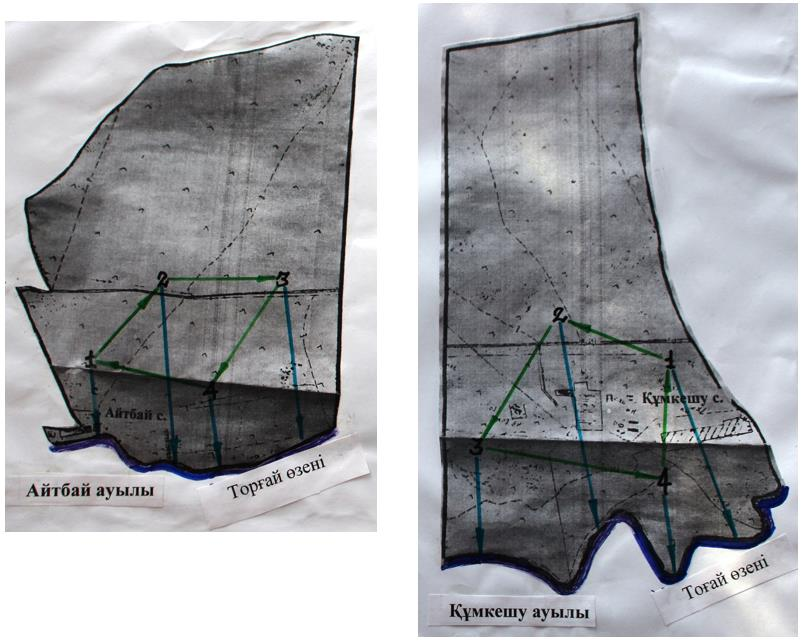 2 3
1
4
Айтбай с.
Айтбай ауылы
Торғай өзені
2
1
п.
Құмкешу с.
3
4
Құмкешу ауылы
Тоғай өзені